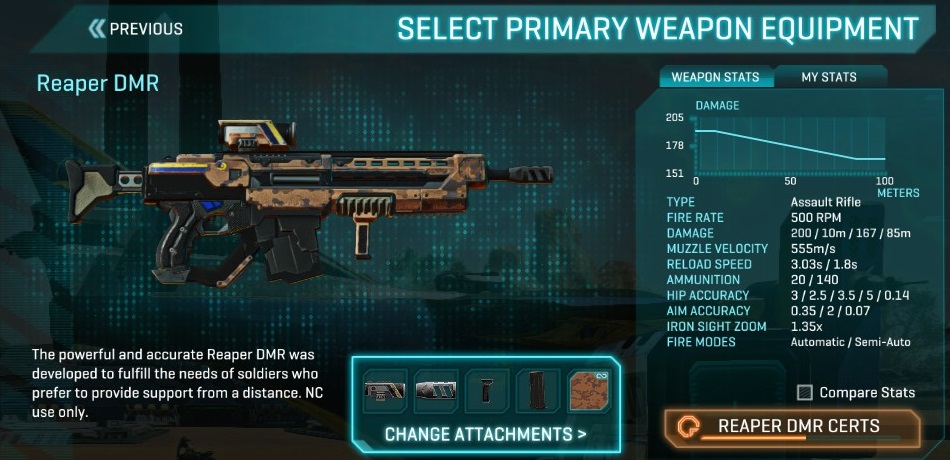 PREVIOUS
SELECT PRIMARY WEAPON EQUIPMENT
Reaper DMR
WEAPON STATS
MY STATS
DAMAGE
205
178
151
0
50
100
METERS
TYPE Assault Rifle
FIRE RATE 500 RPM
DAMAGE 200 / 10m / 167 / 85m
MUZZLE VELOCITY 555m/s
RELOAD SPEED 3.03s / 1.8s
AMMUNITION 20 / 140
HIP ACCURACY 3 / 2.5 / 3.5 / 5 / 0.14
AIM ACCURACY 0.35 / 2 / 0.07
IRON SIGHT ZOOM 1.35x
FIRE MODES Automatic / Semi-Auto
The powerful and accurate Reaper DMR was
developed to fulfill the needs of soldiers who
prefer to provide support from a distance. NC
use only.
CHANGE ATTACHMENTS >
Compare Stats
REAPER DMR CERTS